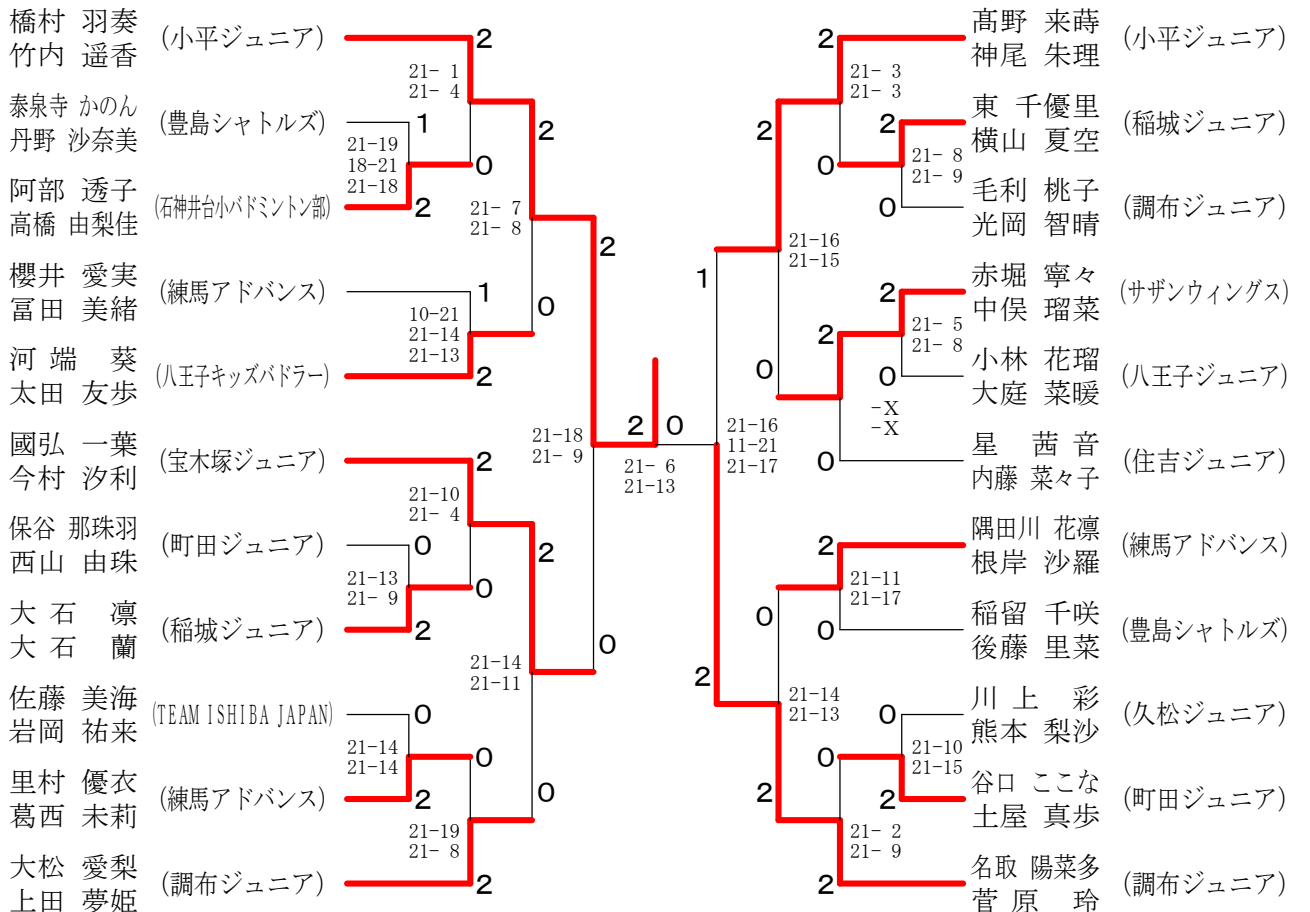 橋村 羽奏
竹内 遥香
(小平ジュニア)
2
21- 1
21- 4
泰泉寺 かのん
丹野 沙奈美
(豊島シャトルズ)
1
21-19
18-21
21-18
0
2
阿部 透子
高橋 由梨佳
(石神井台小バドミントン部)
2
21- 7
21- 8
2
櫻井 愛実
冨田 美緒
(練馬アドバンス)
1
10-21
21-14
21-13
0
河端 葵
太田 友歩
(八王子キッズバドラー)
2
21-18
21- 9
2
國弘 一葉
今村 汐利
(宝木塚ジュニア)
2
21-10
21- 4
保谷 那珠羽
西山 由珠
(町田ジュニア)
0
21-13
21- 9
0
2
大石 凛
大石 蘭
(稲城ジュニア)
2
21-14
21-11
0
佐藤 美海
岩岡 祐来
(TEAM ISHIBA JAPAN)
0
21-14
21-14
0
里村 優衣
葛西 未莉
(練馬アドバンス)
2
21-19
21- 8
0
大松 愛梨
上田 夢姫
(調布ジュニア)
2
2
0
21- 6
21-13
髙野 来蒔
神尾 朱理
(小平ジュニア)
2
21- 3
21- 3
東 千優里
横山 夏空
(稲城ジュニア)
2
2
0
21- 8
21- 9
毛利 桃子
光岡 智晴
(調布ジュニア)
0
21-16
21-15
1
赤堀 寧々
中俣 瑠菜
(サザンウィングス)
2
21- 5
21- 8
2
0
小林 花瑠
大庭 菜暖
(八王子ジュニア)
0
-X
-X
星 茜音
内藤 菜々子
(住吉ジュニア)
0
21-16
11-21
21-17
隅田川 花凛
根岸 沙羅
(練馬アドバンス)
2
21-11
21-17
0
稲留 千咲
後藤 里菜
(豊島シャトルズ)
0
2
21-14
21-13
川上 彩
熊本 梨沙
(久松ジュニア)
0
21-10
21-15
0
谷口 ここな
土屋 真歩
(町田ジュニア)
2
2
21- 2
21- 9
名取 陽菜多
菅原 玲
(調布ジュニア)
2